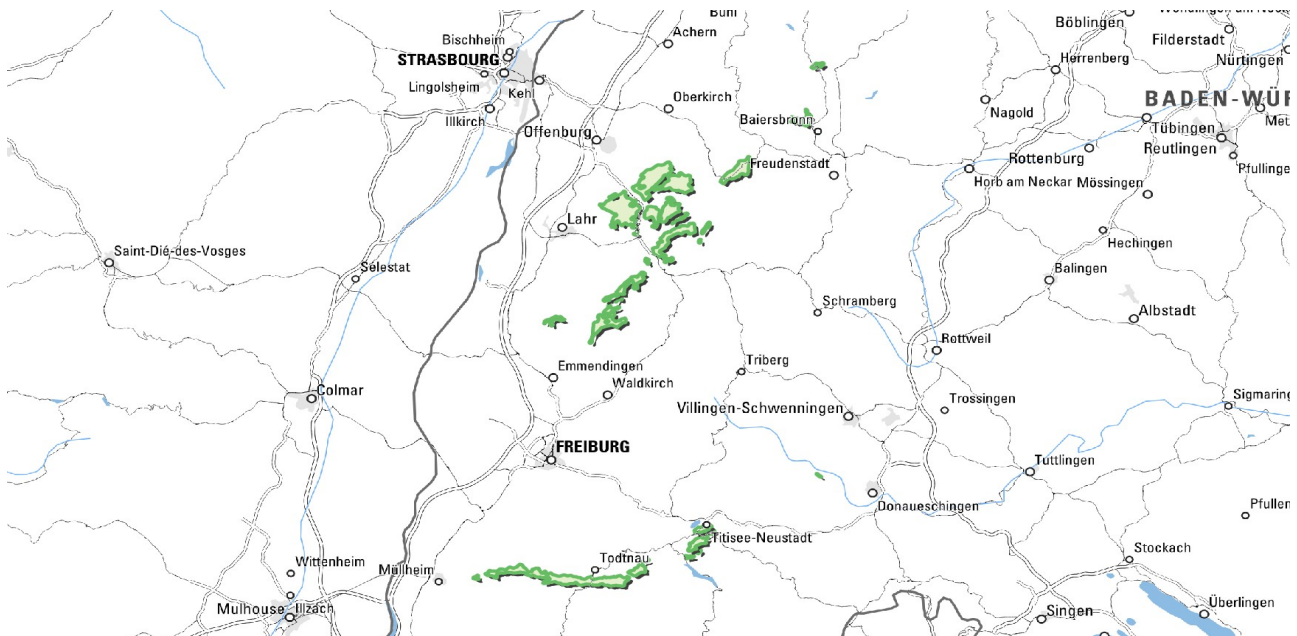 Bühl
Achern
Böblingen
Filderstadt
Bischheim
STRASBOURG
Herrenberg
Nürtingen
Lingolsheim
Kehl
Oberkirch
BADEN-WÜR
Illkirch
Nagold
Baiersbronn
Offenburg
Tübingen
Met
Reutlingen
Rottenburg
Freudenstadt
Pfullinge
Horb am Neckar
Mössingen
Lahr
Hechingen
Saint-Dié-des-Vosges
Sélestat
Balingen
Schramberg
Albstadt
Rottweil
Triberg
Emmendingen
Waldkirch
Colmar
Sigmaring
Trossingen
Villingen-Schwenningen
FREIBURG
Tuttlingen
Pfullen
Donaueschingen
Titisee-Neustadt
Stockach
Wittenheim
Todtnau
Müllheim
Mulhouse
Illzach
Singen
Überlingen